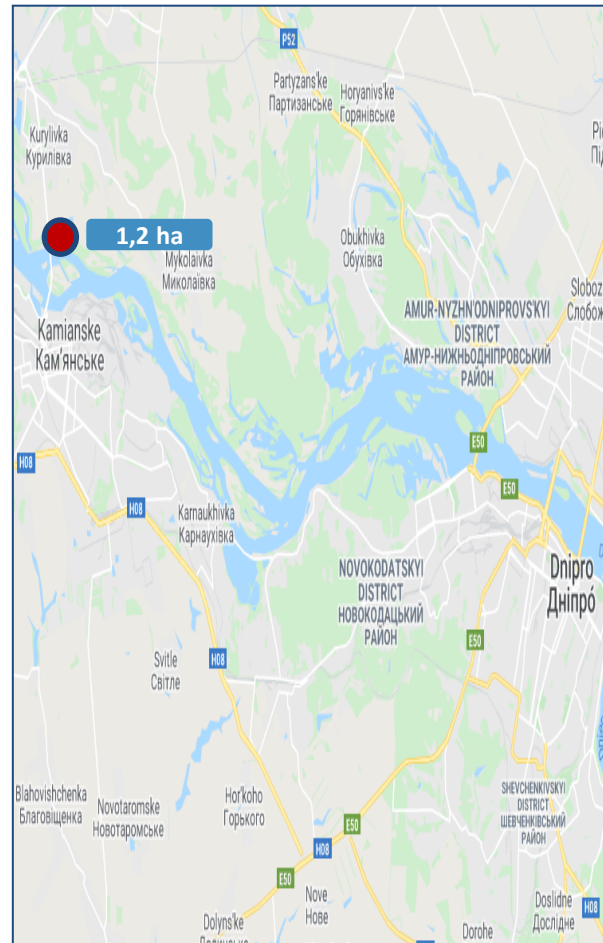 P52
Partyzans'ke
Партизанське
Horyanivs'ke
Горянівське
Kurylivka
Курилівка
1,2 ha
Mykolaivka
Миколаївка
Obukhivka
Обухівка
Sloboz
Слобож
AMUR-NYZHN'ODNIPROVS'KYI
DISTRICT
АМУР-НИЖНЬОДНІПРОВСЬКИЙ
РАЙОН
Kamianske
Кам'янське
E50
H08
E50
H08
Karnaukhivka
Карнаухівка
NOVOKODATSKYI
DISTRICT
НОВОКОДАЦЬКИЙ
РАЙОН
Dnipro
Дніпро́
E50
Svitle
Світле
H08
Blahovishchenka
Благовіщенка
Novotaromske
Новотаромське
Hor'koho
Горького
SHEVCHENKIVSKYI
DISTRICT
ШЕВЧЕНКІВСЬКИЙ
РАЙОН
E50
H08
E50
Nove
Нове
Doslidne
Дослідне
H08
Dolyns'ke
Dorohe